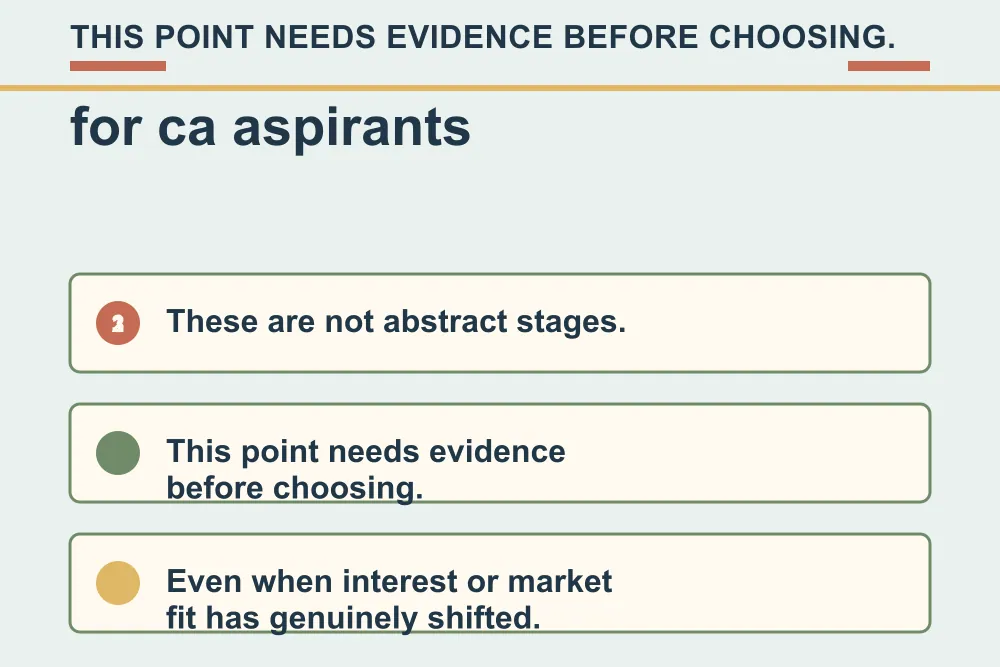 THIS POINT NEEDS EVIDENCE BEFORE CHOOSING.
for ca aspirants
These are not abstract stages.
This point needs evidence
before choosing.
Even when interest or market
fit has genuinely shifted.